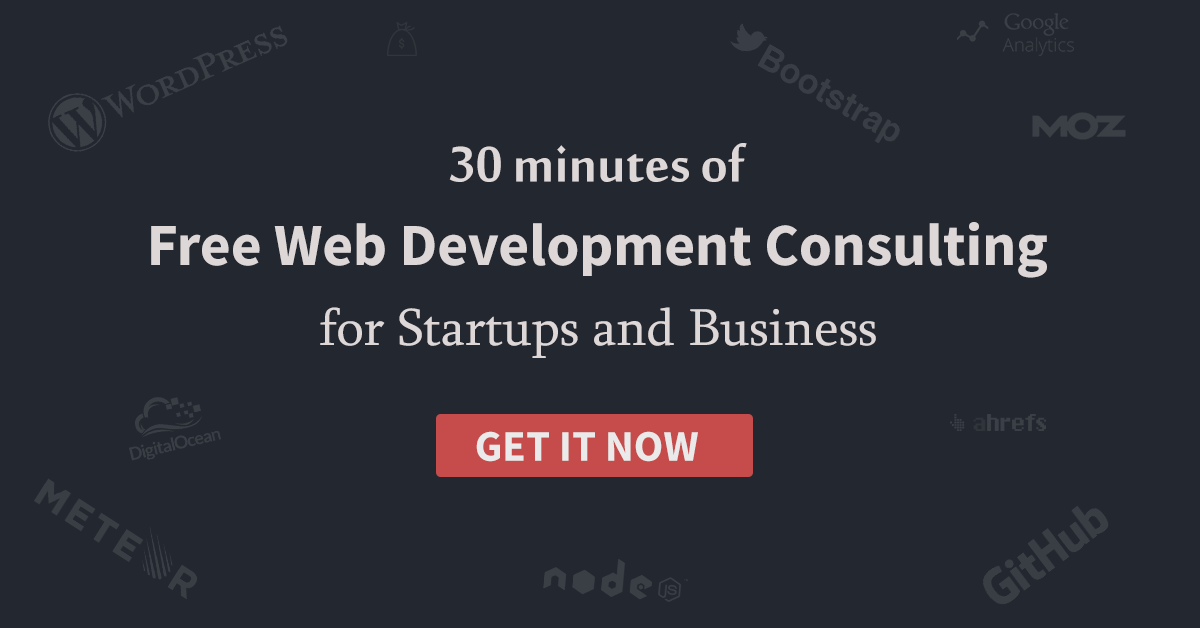 WORDPRESS
$
Bootstrap
Google
Analytics
MOZ
30 minutes of
Free Web Development Consulting
for Startups and Business
GET IT NOW
DigitalOcean
ahrefs
METEOR
node
JS
GitHub